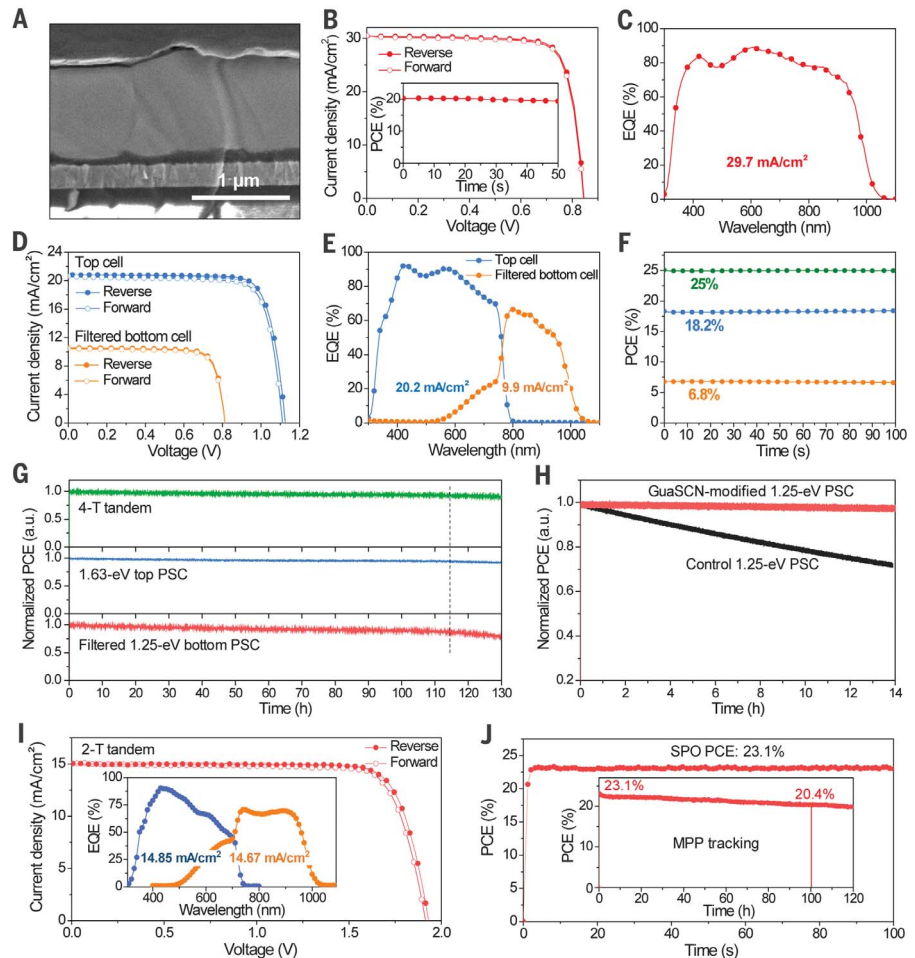 A
1 µm
B
Current density (mA/cm²)
30
20
10
0
Reverse
Forward
PCE (%)
25
20
15
10
5
0
0 10 20 30 40 50
Time (s)
0.0 0.2 0.4 0.6 0.8
Voltage (V)
C
EQE (%)
100
80
60
40
20
0
29.7 mA/cm²
400 600 800 1000
Wavelength (nm)
D
Current density (mA/cm²)
24
20
16
12
8
4
0
Top cell
Reverse
Forward
Filtered bottom cell
Reverse
Forward
0.0 0.2 0.4 0.6 0.8 1.0 1.2
Voltage (V)
E
EQE (%)
100
80
60
40
20
0
Top cell
Filtered bottom cell
20.2 mA/cm² 9.9 mA/cm²
400 600 800 1000
Wavelength (nm)
F
PCE (%)
25
20
15
10
5
0
25%
18.2%
6.8%
0 10 20 30 40 50 60 70 80 90 100
Time (s)
G
Normalized PCE (a.u.)
1.0
0.5
0.0
4-T tandem
1.0
0.5
0.0
1.63-eV top PSC
1.0
0.5
0.0
Filtered 1.25-eV bottom PSC
0 10 20 30 40 50 60 70 80 90 100 110 120 130
Time (h)
H
Normalized PCE (a.u.)
1.0
0.8
0.6
0.4
0.2
GuaSCN-modified 1.25-eV PSC
Control 1.25-eV PSC
0 2 4 6 8 10 12 14
Time (h)
I
Current density (mA/cm²)
15
10
5
0
2-T tandem
Reverse
Forward
EQE (%)
100
75
50
25
0
14.85 mA/cm² 14.67 mA/cm²
400 600 800 1000
Wavelength (nm)
0.0 0.5 1.0 1.5 2.0
Voltage (V)
J
PCE (%)
25
20
15
10
5
0
SPO PCE: 23.1%
PCE (%)
20
10
0
23.1%
20.4%
MPP tracking
0 20 40 60 80 100 120
Time (h)
0 20 40 60 80 100
Time (s)